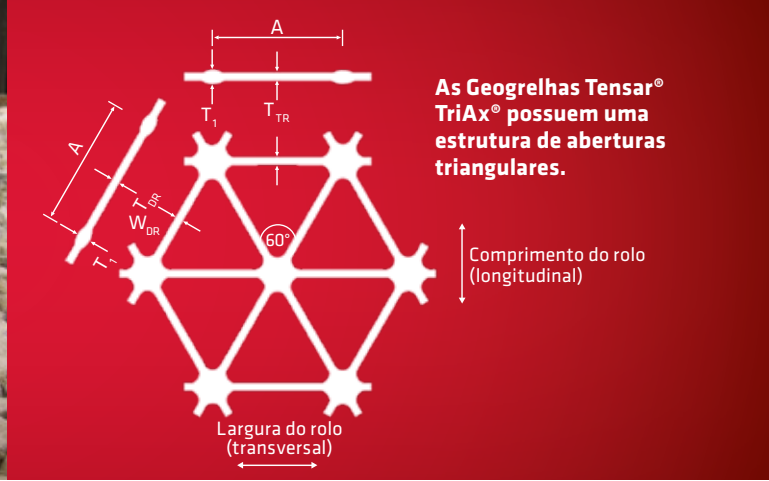 A
T1
TTR
As Geogrelhas Tensar®
TriAx® possuem uma
estrutura de aberturas
triangulares.
A
TDR
WDR
T1
60°
Comprimento do rolo
(longitudinal)
Largura do rolo
(transversal)